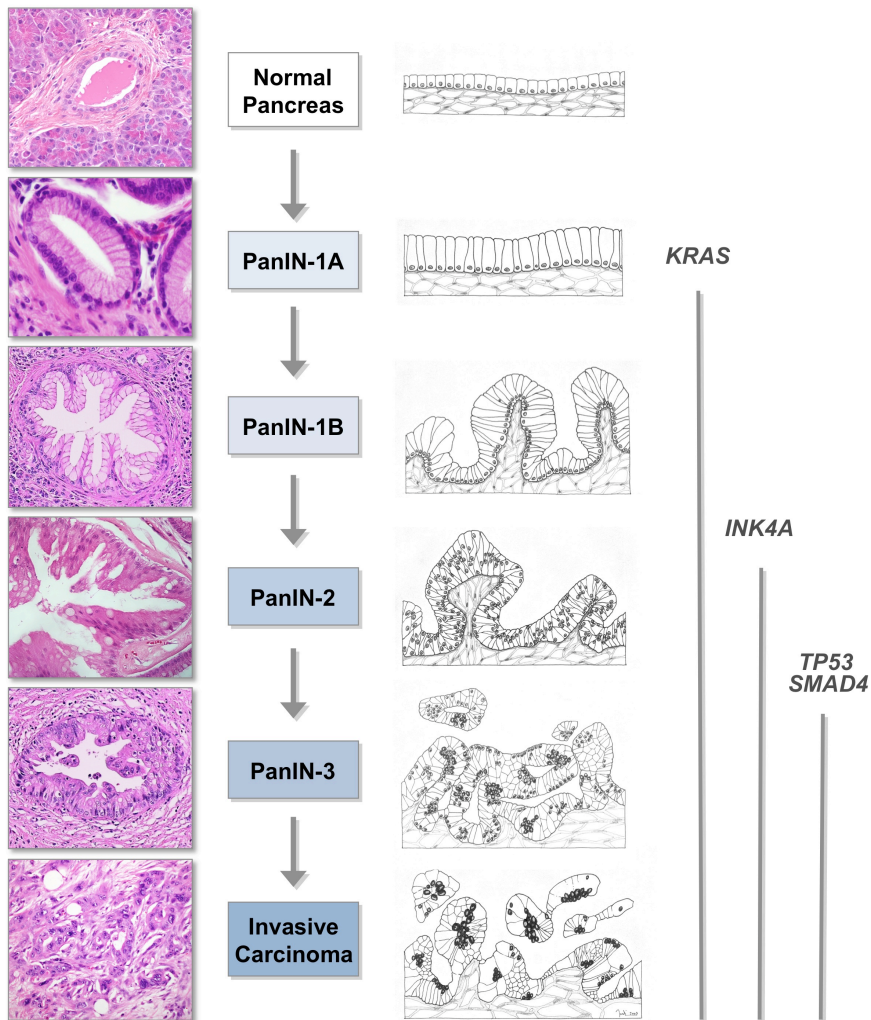 Normal
Pancreas
PanIN-1A
KRAS
PanIN-1B
INK4A
PanIN-2
TP53
SMAD4
PanIN-3
Invasive
Carcinoma